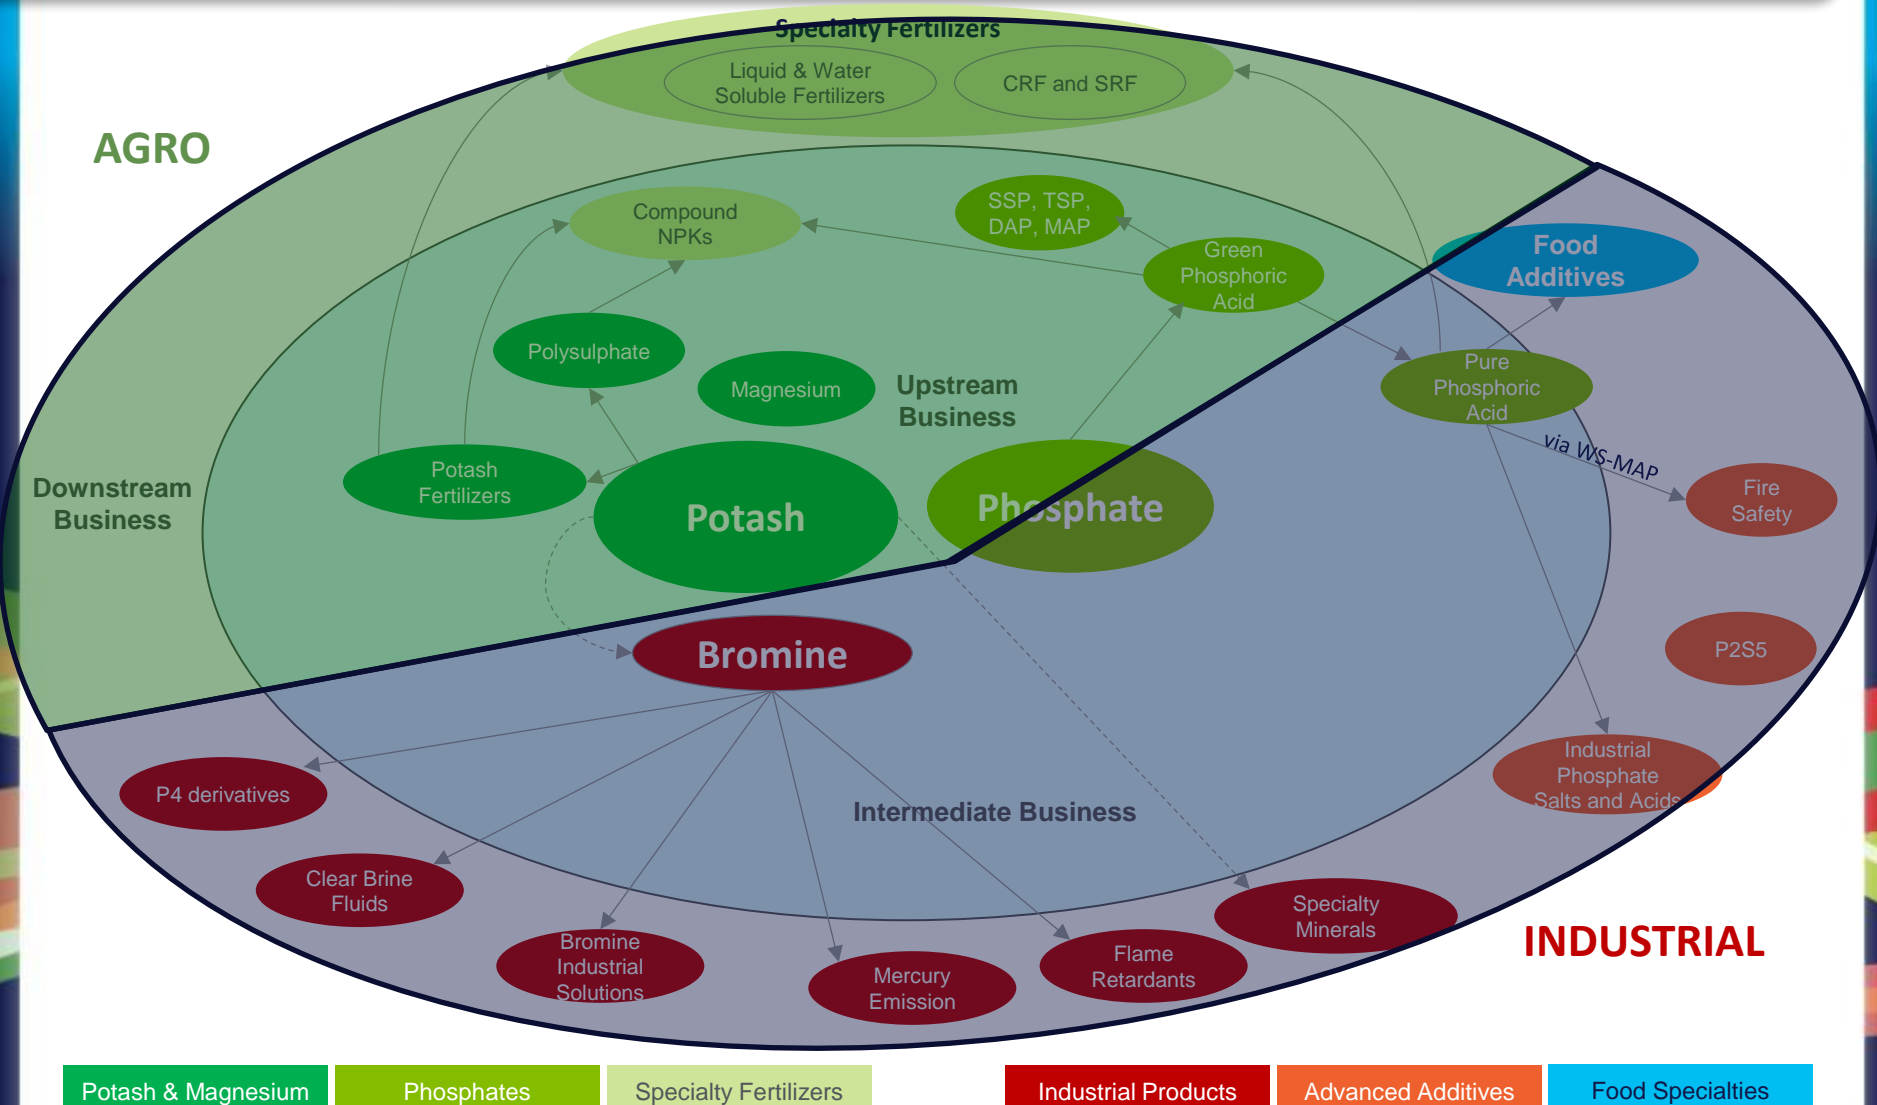 Specialty Fertilizers
Liquid & Water
Soluble Fertilizers
CRF and SRF
AGRO
Compound
NPKs
SSP, TSP,
DAP, MAP
Green
Phosphoric
Acid
Food
Additives
Polysulphate
Magnesium
Upstream
Business
Pure
Phosphoric
Acid
via WS-MAP
Potash
Fertilizers
Downstream
Business
Potash
Phosphate
Fire
Safety
Bromine
P2S5
P4 derivatives
Intermediate Business
Industrial
Phosphate
Salts and Acids
Clear Brine
Fluids
Bromine
Industrial
Solutions
Mercury
Emission
Flame
Retardants
Specialty
Minerals
INDUSTRIAL
Potash & Magnesium
Phosphates
Specialty Fertilizers
Industrial Products
Advanced Additives
Food Specialties